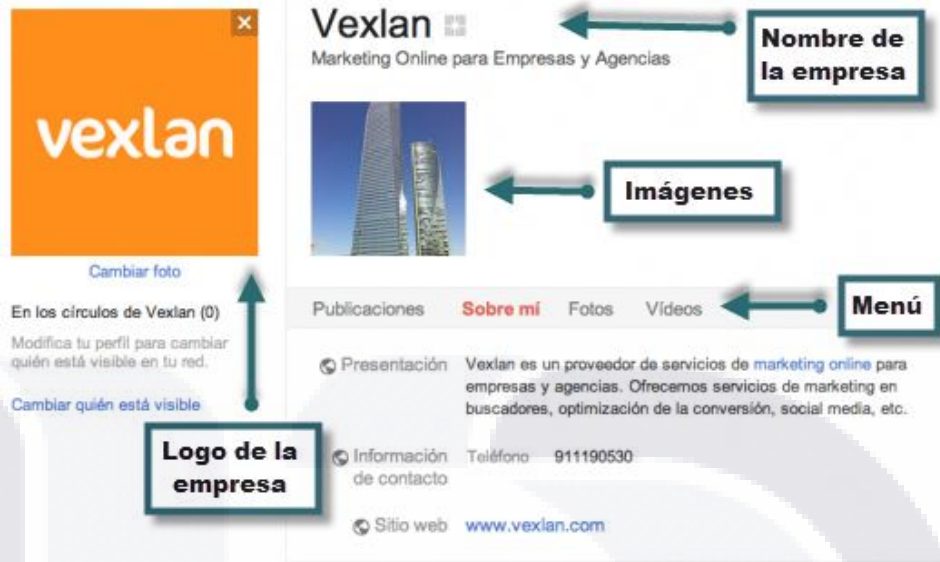 vexlan
Cambiar foto
En los círculos de Vexlan (0)
Modifica tu perfil para cambiar
quién está visible en tu red.
Cambiar quién está visible
Logo de la
empresa
Vexlan
Marketing Online para Empresas y Agencias
Nombre de
la empresa
Imágenes
Publicaciones Sobre mí Fotos Vídeos
Menú
Presentación Vexlan es un proveedor de servicios de marketing online para
empresas y agencias. Ofrecemos servicios de marketing en
buscadores, optimización de la conversión, social media, etc.
Información Teléfono 911190530
de contacto
Sitio web www.vexlan.com